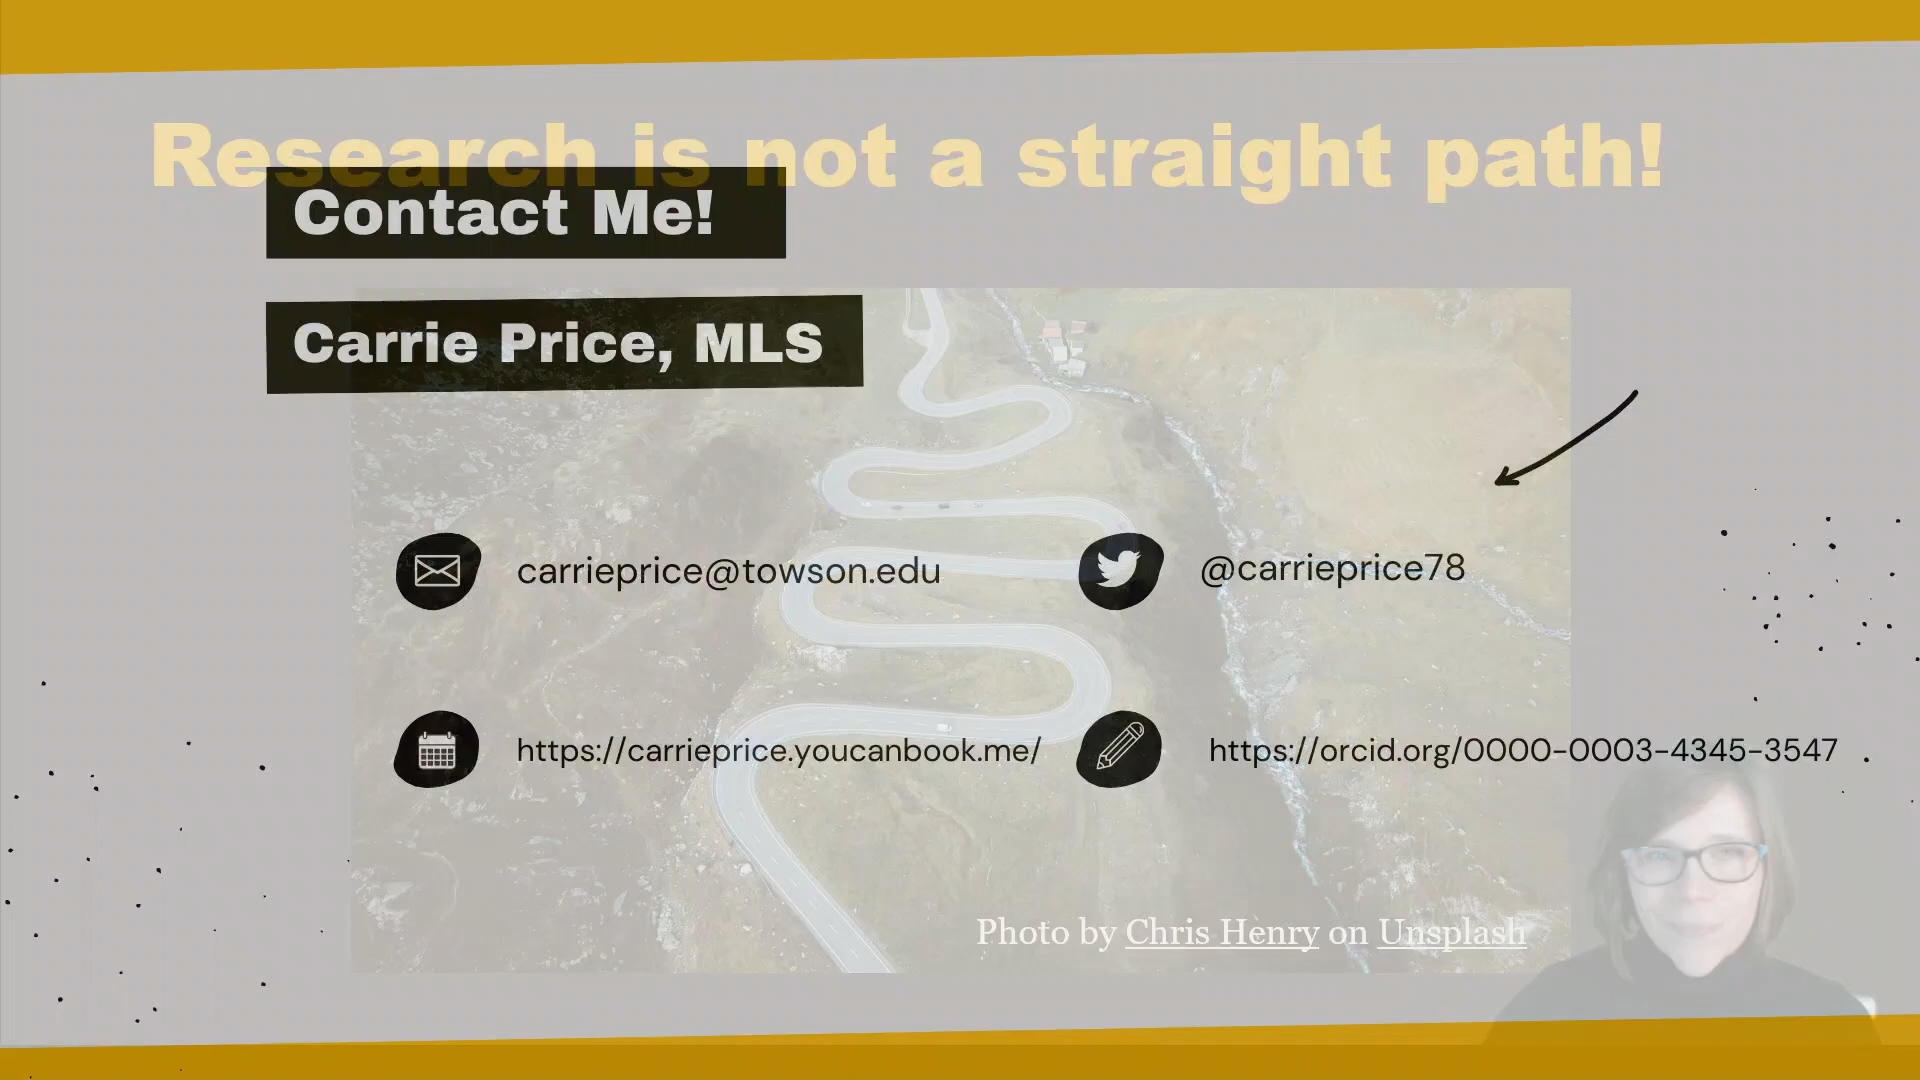 Research is not a straight path!
Contact Me!
Carrie Price, MLS
carrieprice@towson.edu
@carrieprice78
https://carrieprice.youcanbook.me/
https://orcid.org/0000-0003-4345-3547
Photo by Chris Henry on Unsplash